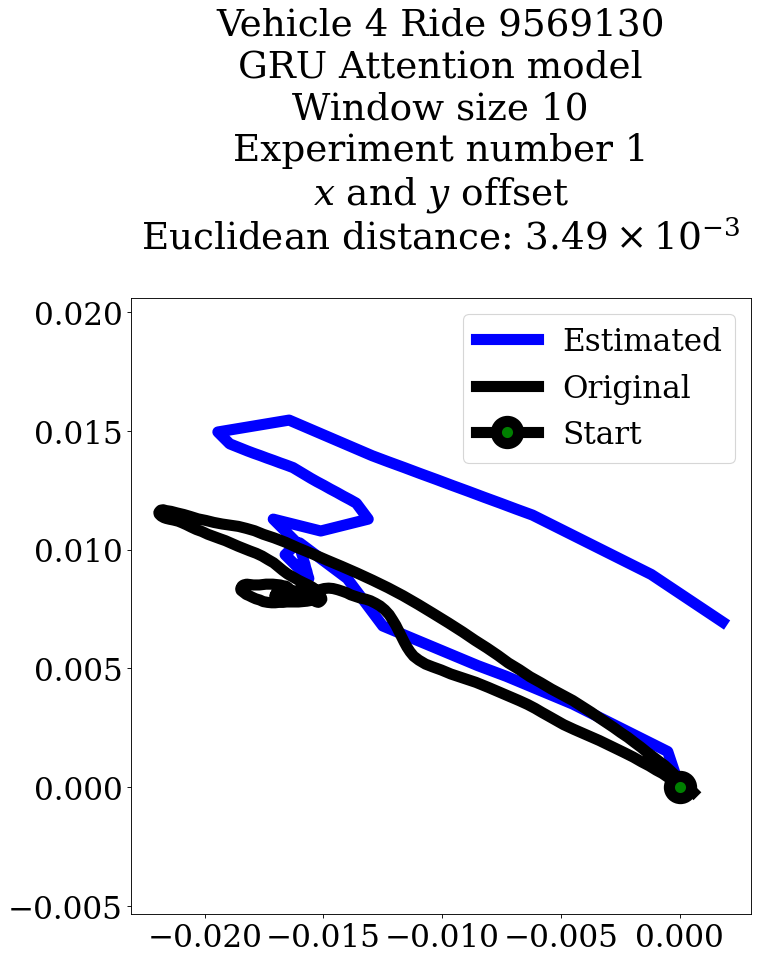 Vehicle 4 Ride 9569130
GRU Attention model
Window size 10
Experiment number 1
x and y offset
Euclidean distance: 3.49 × 10⁻³
0.020
0.015
0.010
0.005
0.000
−0.005
Estimated
Original
Start
−0.020 −0.015 −0.010 −0.005 0.000